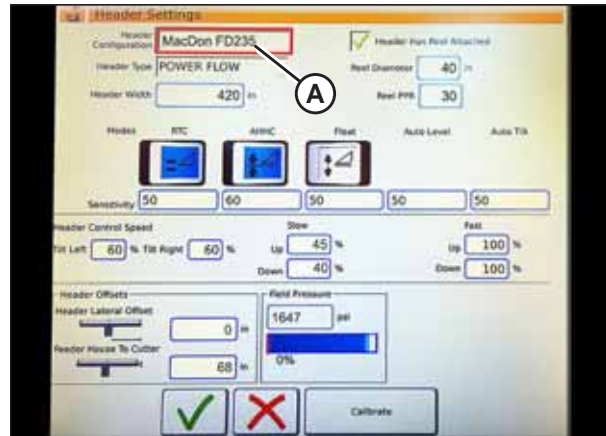 Header Settings
Header Configuration MacDon FD235
Header Has Reel Attached
Header Type POWER FLOW
Reel Diameter 40 in
Header Width 420 in
Reel PPR 30
Modes RTC AHHC Float Auto Level Auto Tilt
Sensitivity 50 60 50 50 50
Header Control Speed
Tilt Left 60 % Tilt Right 60 %
Slow
Up 45 %
Down 40 %
Fast
Up 100 %
Down 100 %
Header Offsets
Header Lateral Offset
0 in
Feeder House To Cutter
68 in
Field Pressure
1647 psi
0%
Calibrate
A